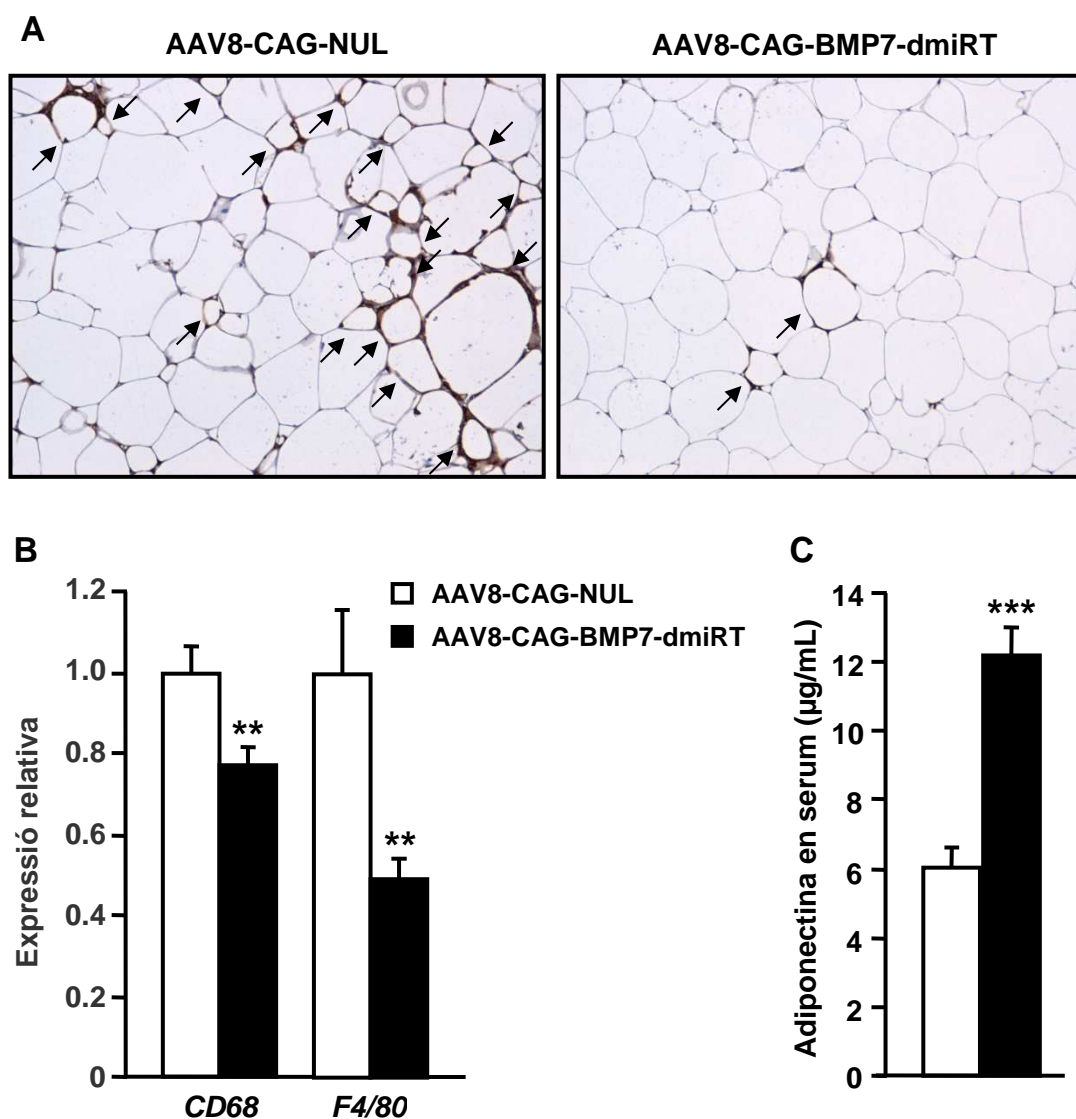 A
AAV8-CAG-NUL
AAV8-CAG-BMP7-dmiRT
B
AAV8-CAG-NUL
AAV8-CAG-BMP7-dmiRT
Expressió relativa
1.2
1.0
0.8
0.6
0.4
0.2
0
**
**
CD68
F4/80
C
Adiponectina en serum (µg/mL)
14
12
10
8
6
4
2
0
***